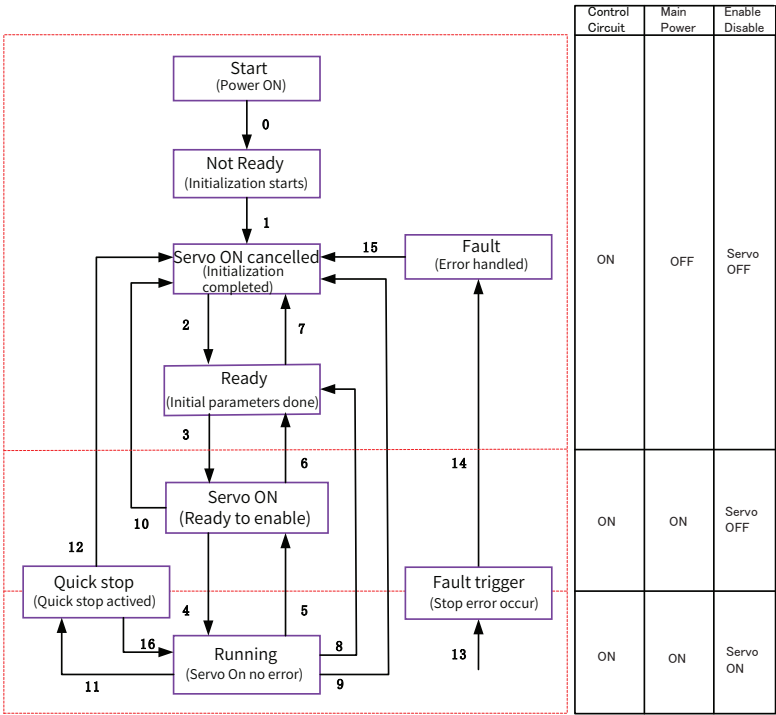 Control Circuit
Main Power
Enable Disable
Start
(Power ON)
0
Not Ready
(Initialization starts)
1
Servo ON cancelled
(Initialization
completed)
15
Fault
(Error handled)
ON
OFF
Servo
OFF
2
7
Ready
(Initial parameters done)
3
6
14
Servo ON
(Ready to enable)
10
ON
ON
Servo
OFF
12
Quick stop
(Quick stop actived)
Fault trigger
(Stop error occur)
4
5
16
8
13
Running
(Servo On no error)
11
9
ON
ON
Servo
ON